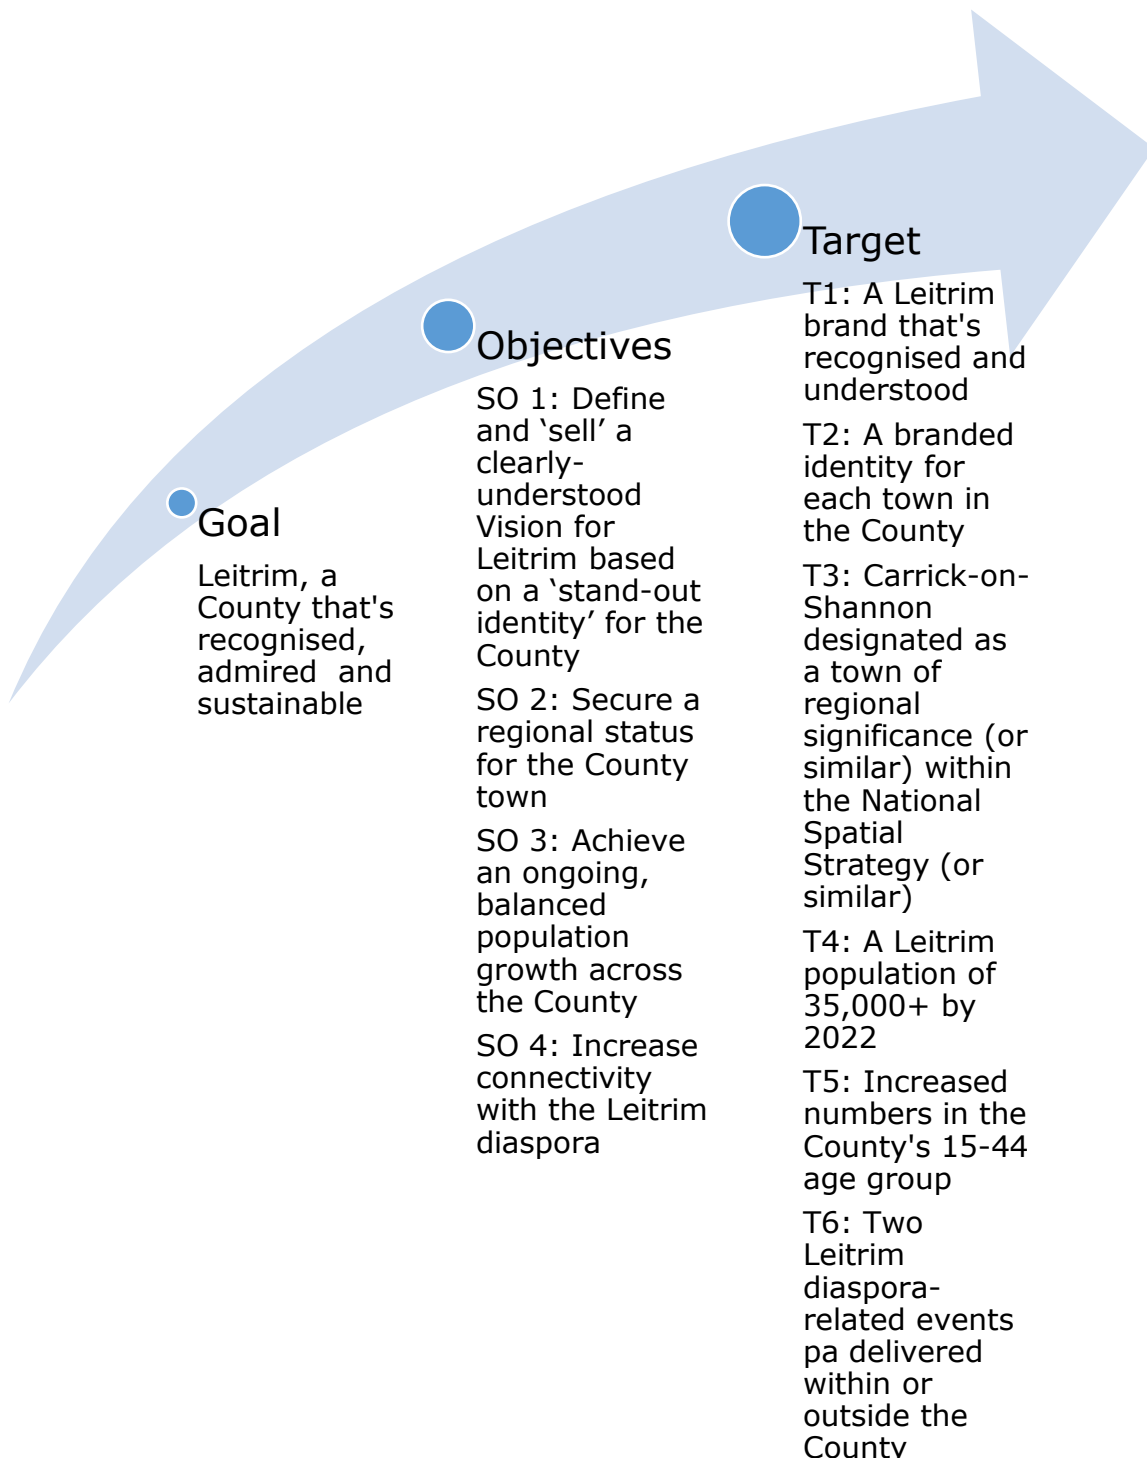 Goal
Leitrim, a
County that's
recognised,
admired  and
sustainable
Objectives
SO 1: Define
and ‘sell’ a
clearly-
understood
Vision for
Leitrim based
on a ‘stand-out
identity’ for the
County
SO 2: Secure a
regional status
for the County
town
SO 3: Achieve
an ongoing,
balanced
population
growth across
the County
SO 4: Increase
connectivity
with the Leitrim
diaspora
Target
T1: A Leitrim
brand that's
recognised and
understood
T2: A branded
identity for
each town in
the County
T3: Carrick-on-
Shannon
designated as
a town of
regional
significance (or
similar) within
the National
Spatial
Strategy (or
similar)
T4: A Leitrim
population of
35,000+ by
2022
T5: Increased
numbers in the
County's 15-44
age group
T6: Two
Leitrim
diaspora-
related events
pa delivered
within or
outside the
County